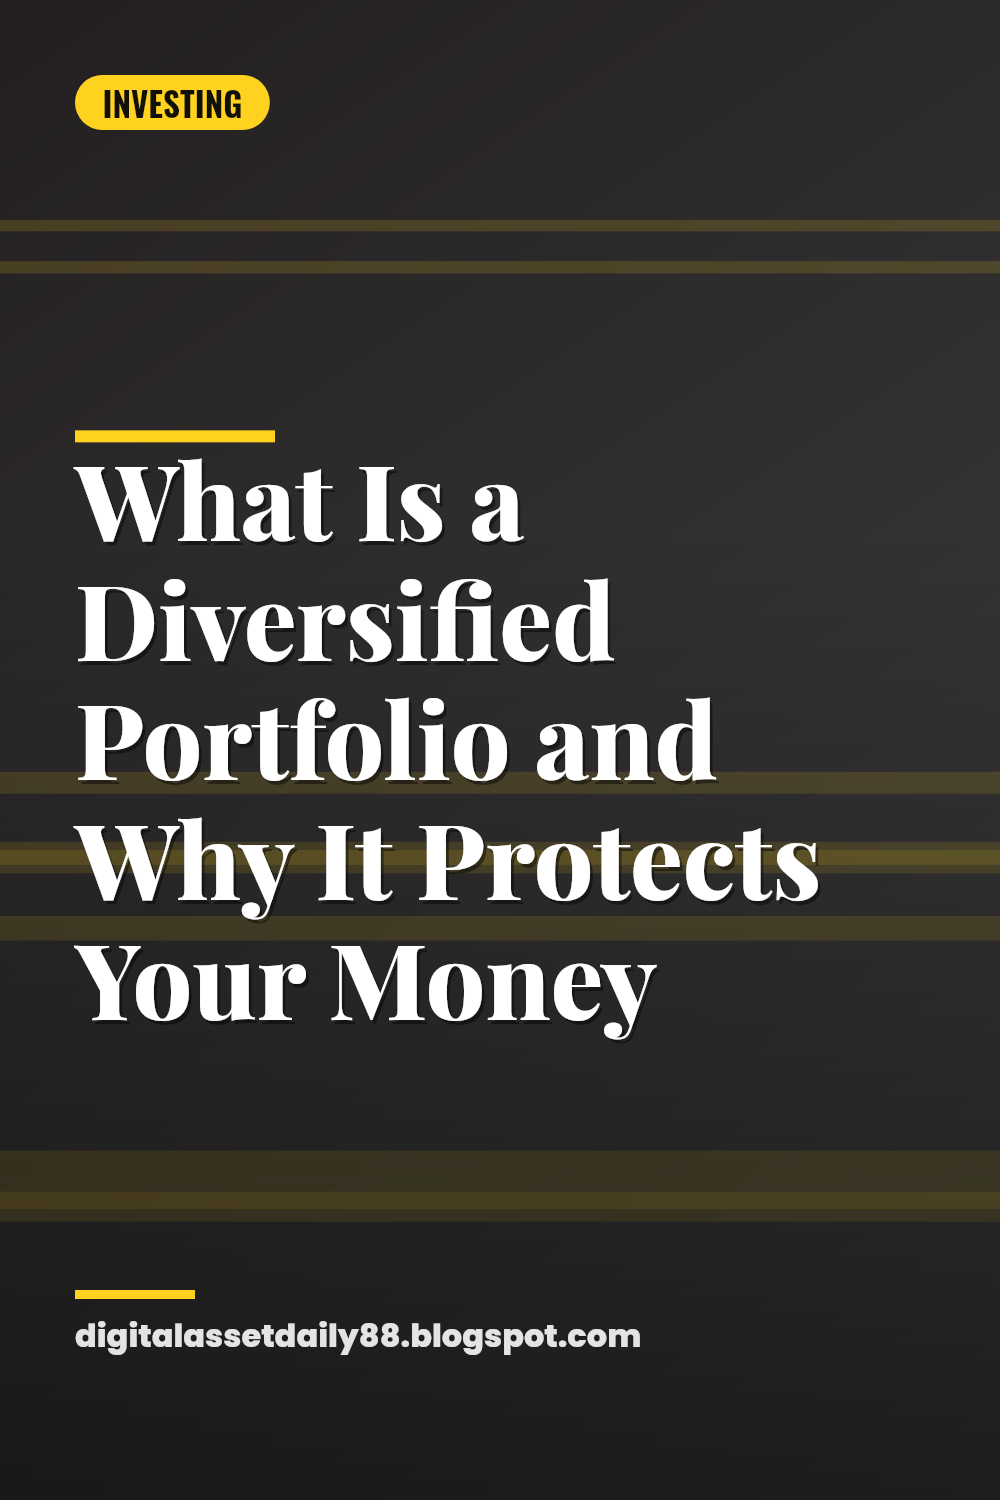 INVESTING
What Is a
Diversified
Portfolio and
Why It Protects
Your Money
digitalassetdaily88.blogspot.com